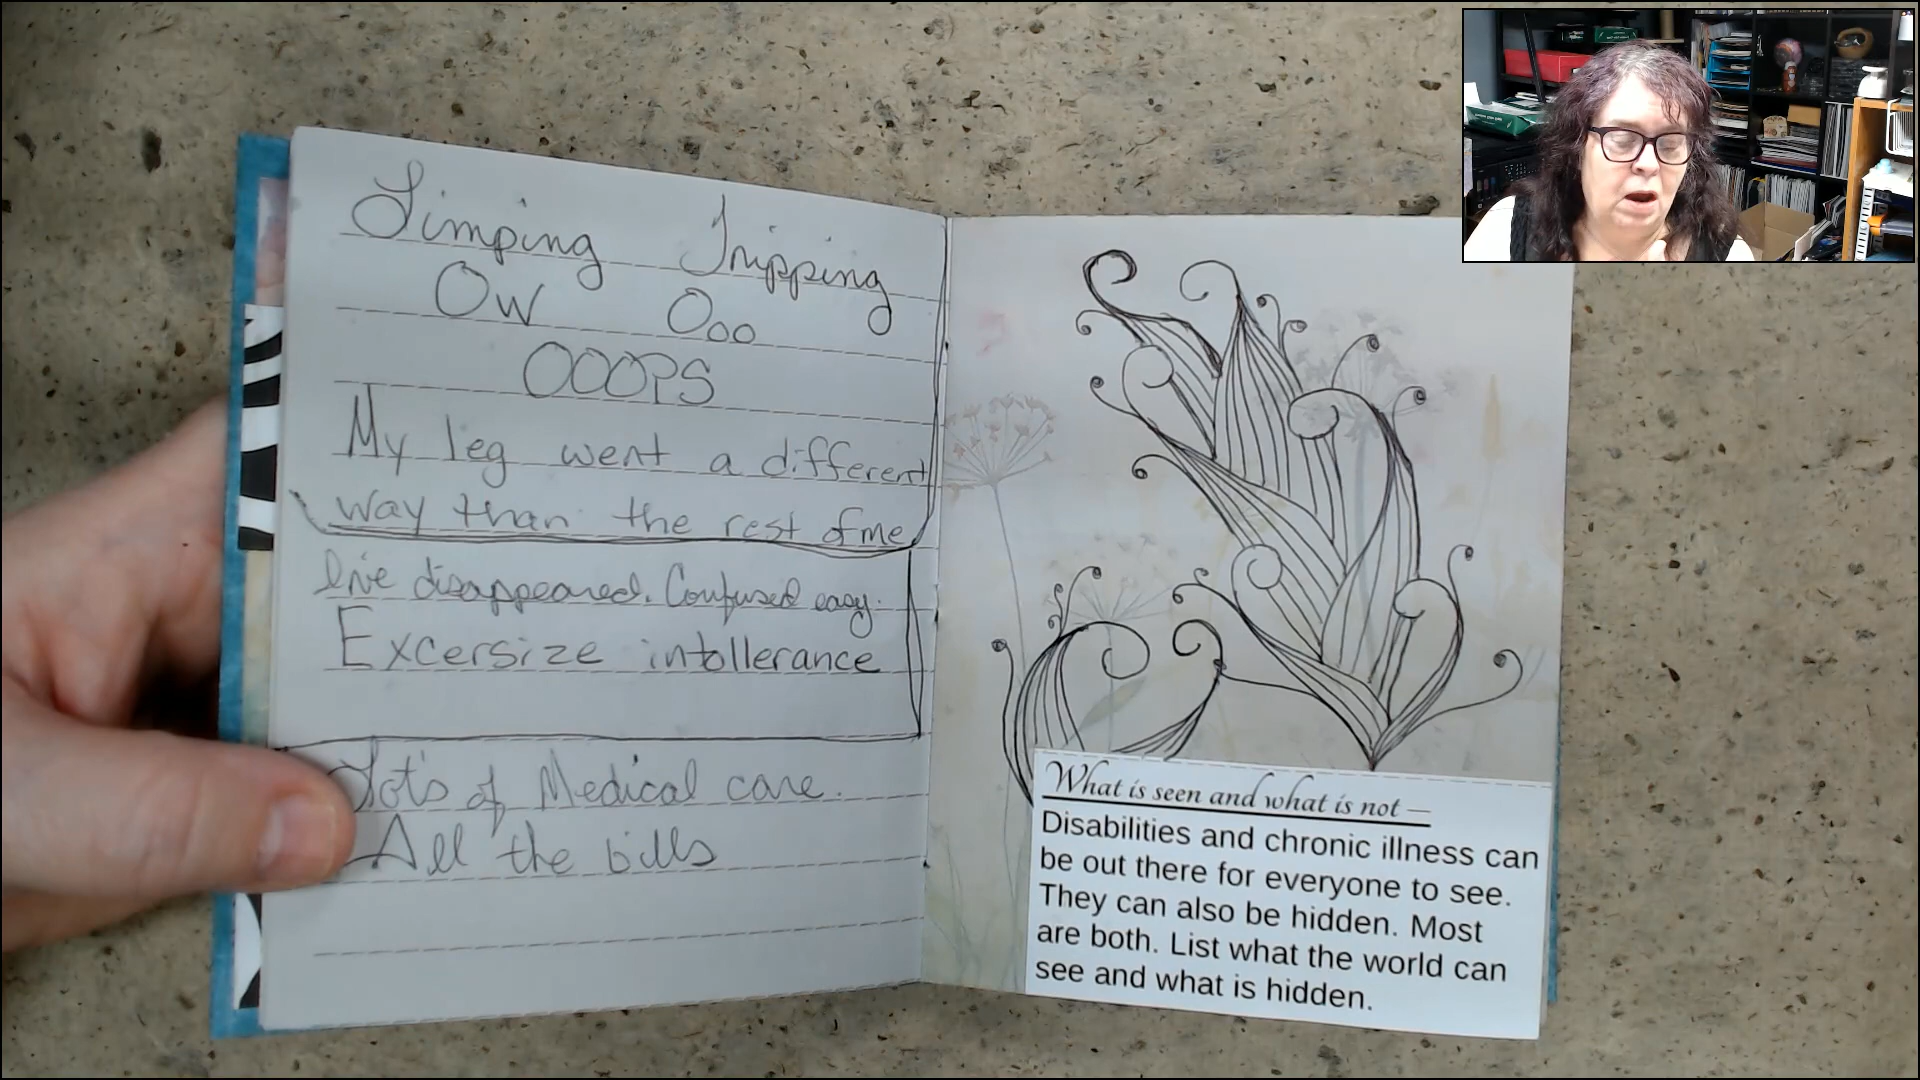 Limping Tripping
Ow Ooo
OOOPS
My leg went a different
way than the rest of me
I've disappeared. Confused easy.
Excersize intollerance
Lot's of Medical care.
All the bills
What is seen and what is not —
Disabilities and chronic illness can
be out there for everyone to see.
They can also be hidden. Most
are both. List what the world can
see and what is hidden.